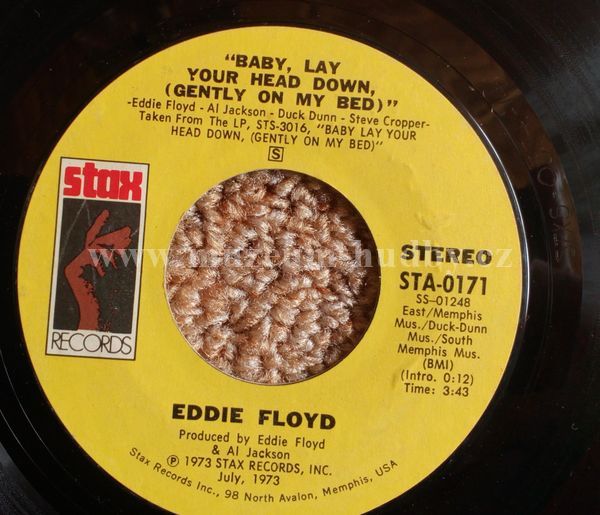 "BABY, LAY
YOUR HEAD DOWN,
(GENTLY ON MY BED)"
-Eddie Floyd - Al Jackson - Duck Dunn - Steve Cropper-
Taken From The LP, STS-3016, "BABY LAY YOUR
HEAD DOWN, (GENTLY ON MY BED)"
S
stax
RECORDS
STEREO
STA-0171
SS-01248
East/Memphis
Mus./Duck-Dunn
Mus./South
Memphis Mus.
(BMI)
(Intro. 0:12)
Time: 3:43
EDDIE FLOYD
Produced by Eddie Floyd
& Al Jackson
℗ 1973 STAX RECORDS, INC.
July, 1973
Stax Records Inc., 98 North Avalon, Memphis, USA